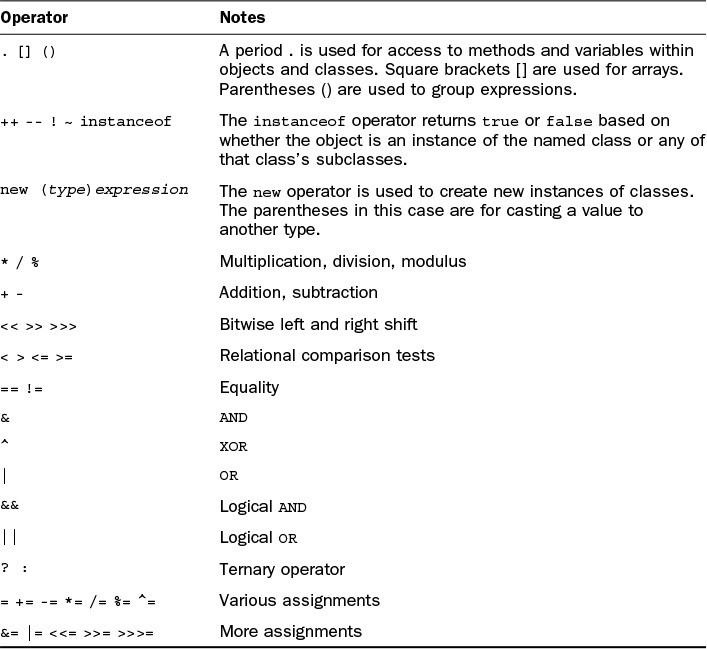 Operator Notes
. [] () A period . is used for access to methods and variables within
objects and classes. Square brackets [] are used for arrays.
Parentheses () are used to group expressions.
++ -- ! ~ instanceof The instanceof operator returns true or false based on
whether the object is an instance of the named class or any of
that class’s subclasses.
new (type)expression The new operator is used to create new instances of classes.
The parentheses in this case are for casting a value to
another type.
* / % Multiplication, division, modulus
+ - Addition, subtraction
<< >> >>> Bitwise left and right shift
< > <= >= Relational comparison tests
== != Equality
& AND
^ XOR
| OR
&& Logical AND
|| Logical OR
? : Ternary operator
= += -= *= /= %= ^= Various assignments
&= |= <<= >>= >>>= More assignments